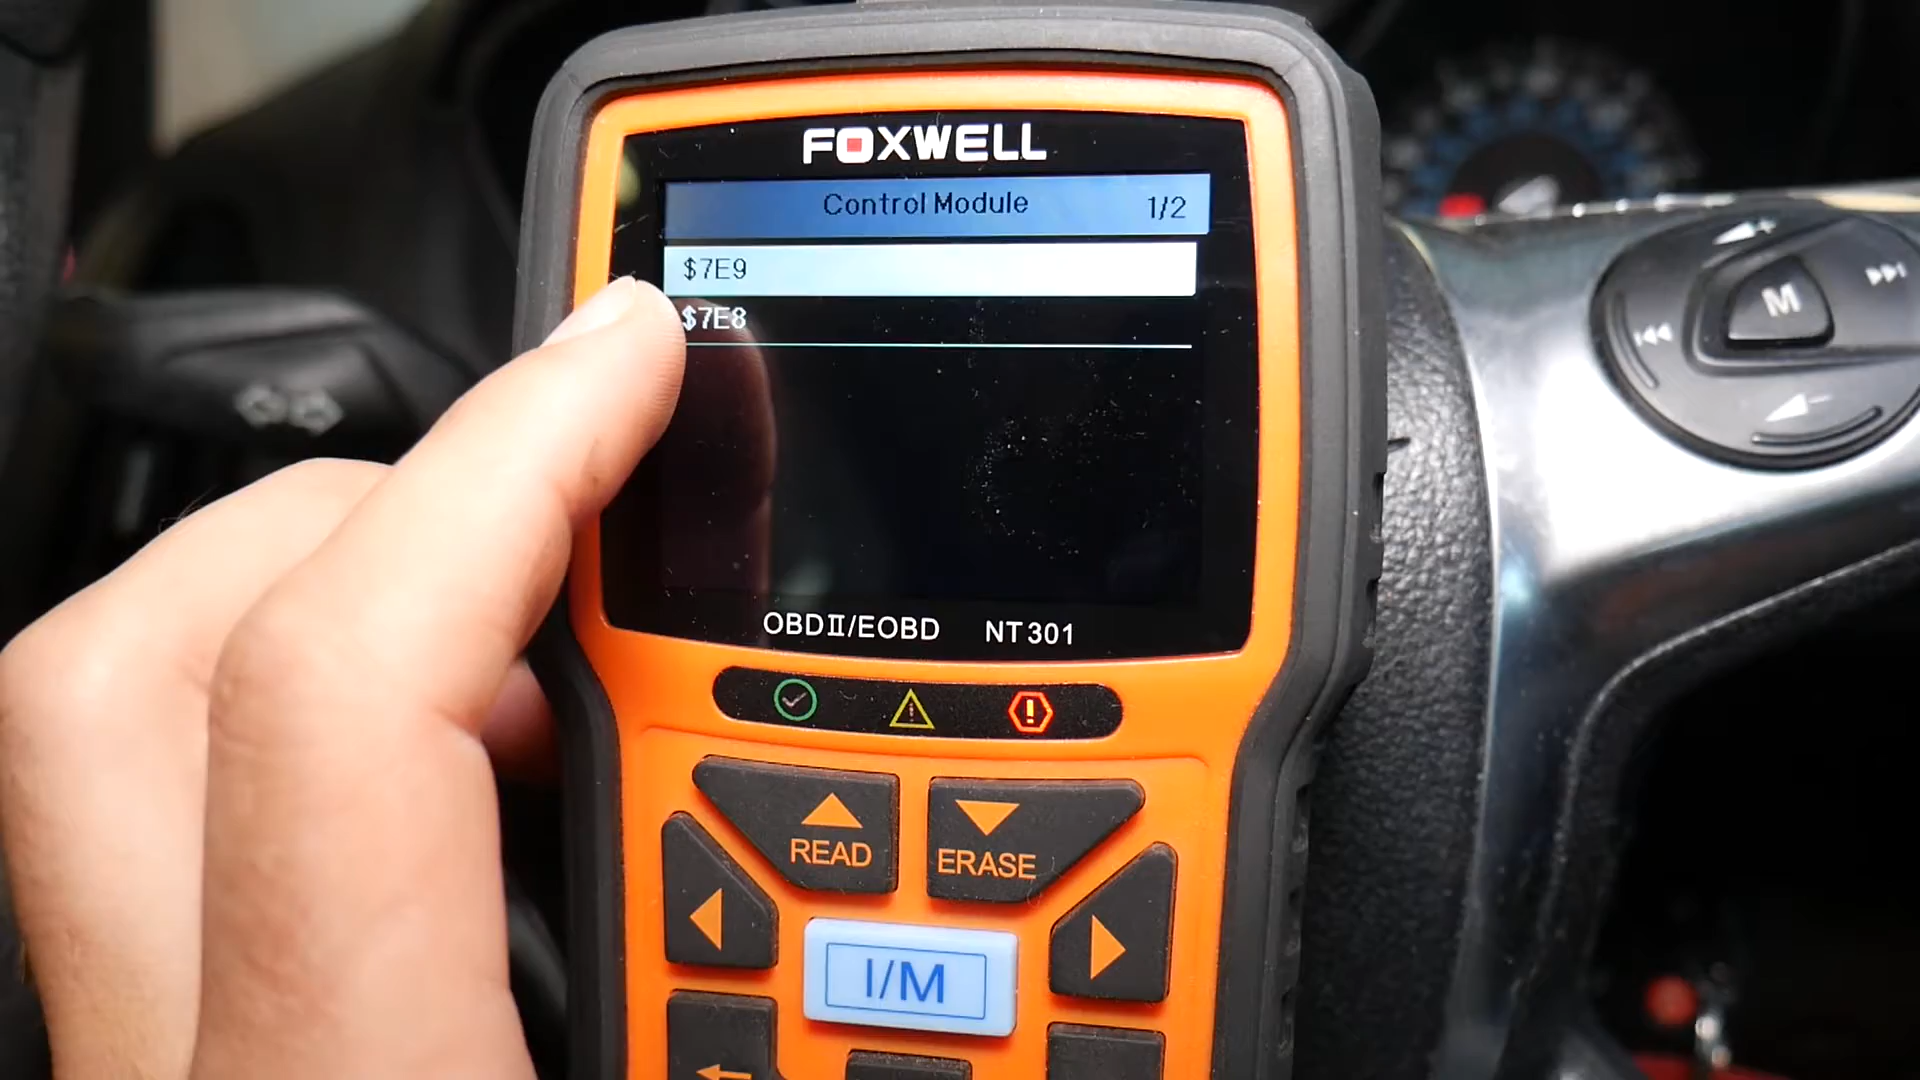 FOXWELL
Control Module 1/2
$7E9
$7E8
OBDII/EOBD NT301
READ
ERASE
I/M
M